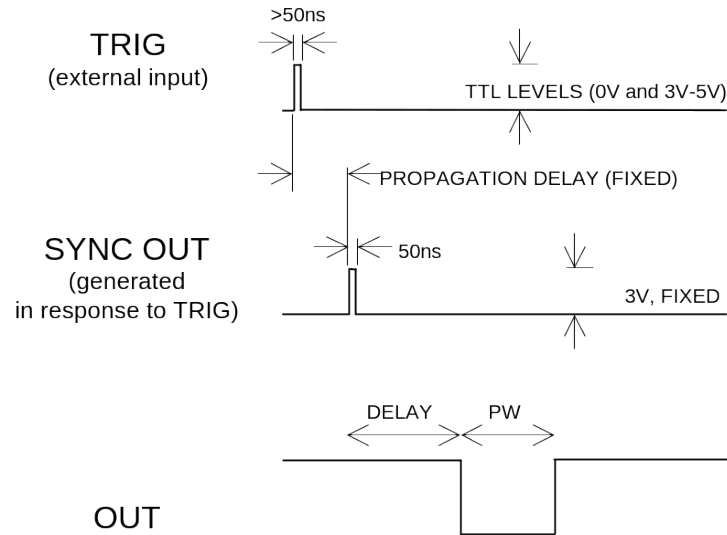 >50ns
TRIG
(external input)
TTL LEVELS (0V and 3V-5V)
PROPAGATION DELAY (FIXED)
SYNC OUT
(generated
in response to TRIG)
50ns
3V, FIXED
DELAY
PW
OUT